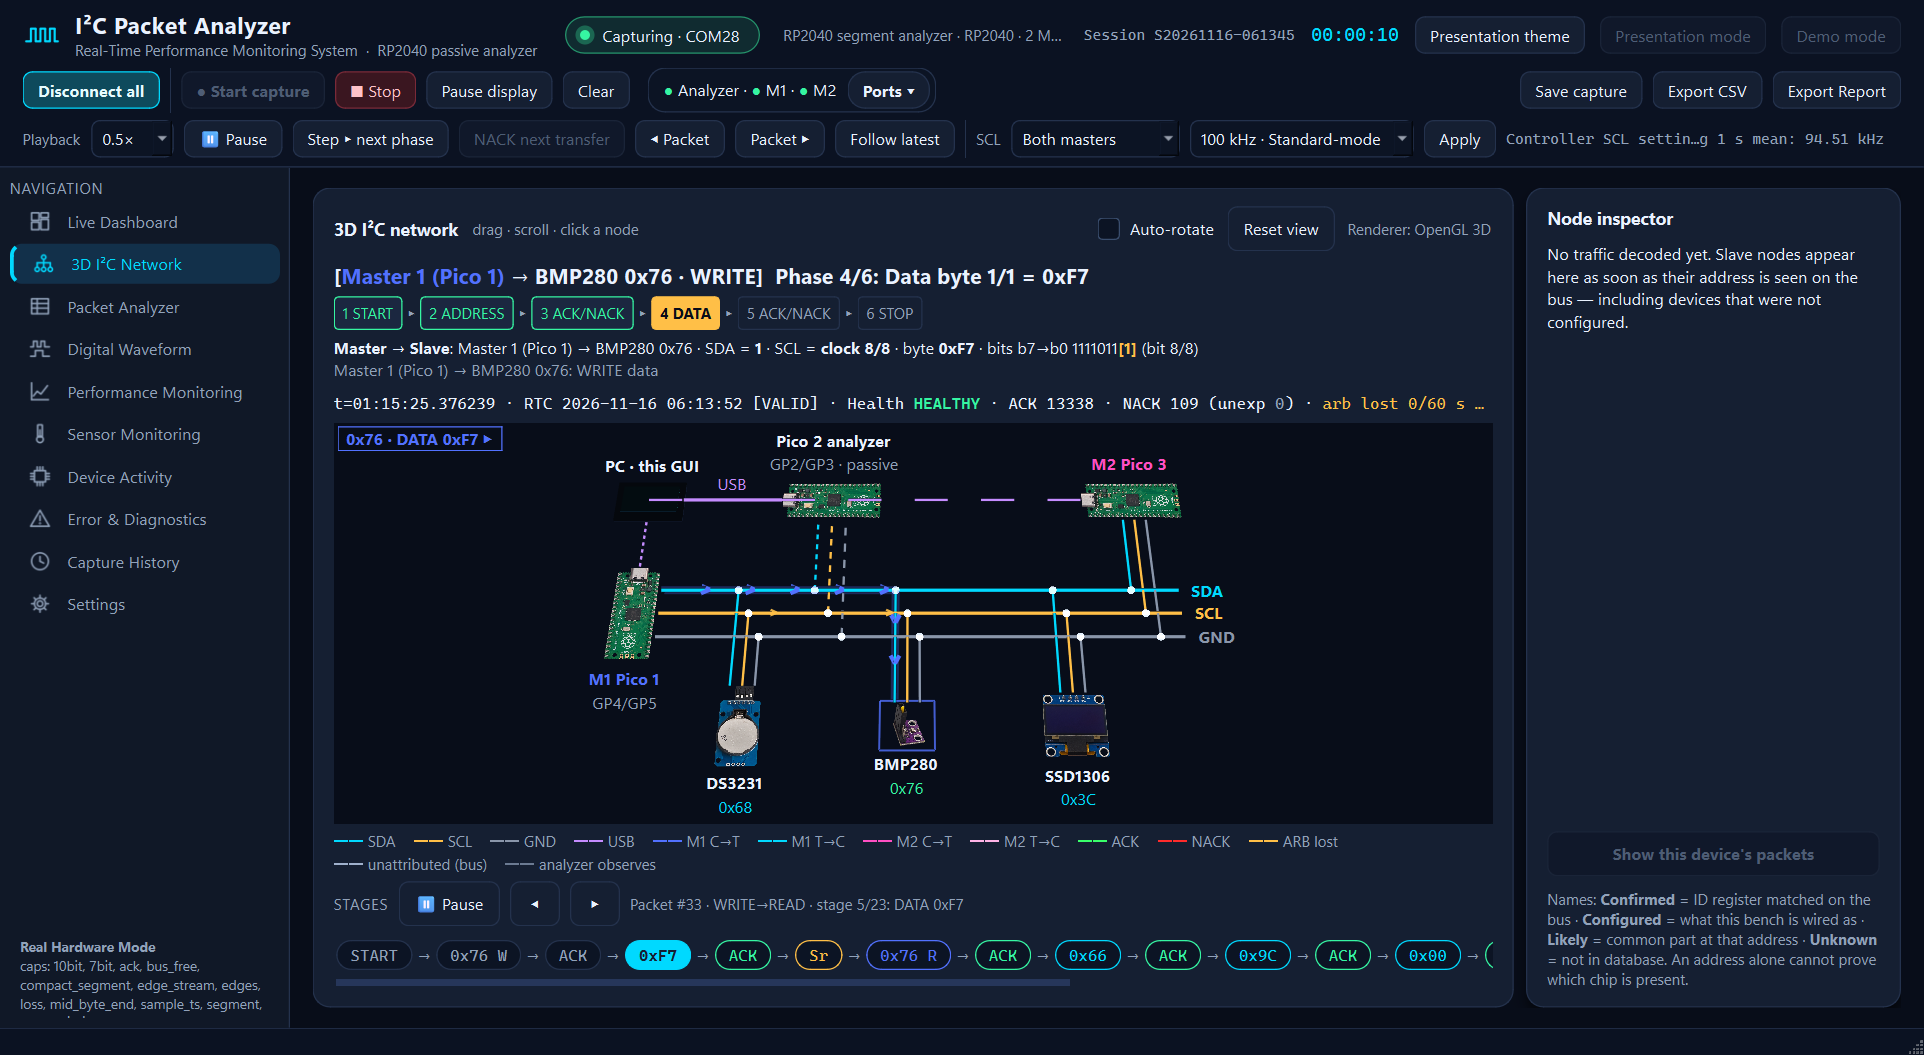 I²C Packet Analyzer
Real-Time Performance Monitoring System · RP2040 passive analyzer
Capturing · COM28
RP2040 segment analyzer · RP2040 · 2 M...
Session S20261116-061345
00:00:10
Presentation theme
Presentation mode
Demo mode
Disconnect all
● Start capture
Stop
Pause display
Clear
● Analyzer · ● M1 · ● M2
Ports ▾
Save capture
Export CSV
Export Report
Playback
0.5×
Pause
Step ▸ next phase
NACK next transfer
◂ Packet
Packet ▸
Follow latest
SCL
Both masters
100 kHz · Standard-mode
Apply
Controller SCL settin…g 1 s mean: 94.51 kHz
NAVIGATION
Live Dashboard
3D I²C Network
Packet Analyzer
Digital Waveform
Performance Monitoring
Sensor Monitoring
Device Activity
Error & Diagnostics
Capture History
Settings
Real Hardware Mode
caps: 10bit, 7bit, ack, bus_free,
compact_segment, edge_stream, edges,
loss, mid_byte_end, sample_ts, segment,
3D I²C network
drag · scroll · click a node
Auto-rotate
Reset view
Renderer: OpenGL 3D
[Master 1 (Pico 1) → BMP280 0x76 · WRITE] Phase 4/6: Data byte 1/1 = 0xF7
1 START ▸ 2 ADDRESS ▸ 3 ACK/NACK ▸ 4 DATA ▸ 5 ACK/NACK ▸ 6 STOP
Master → Slave: Master 1 (Pico 1) → BMP280 0x76 · SDA = 1 · SCL = clock 8/8 · byte 0xF7 · bits b7→b0 1111011[1] (bit 8/8)
Master 1 (Pico 1) → BMP280 0x76: WRITE data
t=01:15:25.376239 · RTC 2026-11-16 06:13:52 [VALID] · Health HEALTHY · ACK 13338 · NACK 109 (unexp 0) · arb lost 0/60 s …
0x76 · DATA 0xF7 ▸
PC · this GUI
USB
Pico 2 analyzer
GP2/GP3 · passive
M2 Pico 3
SDA
SCL
GND
M1 Pico 1
GP4/GP5
DS3231
0x68
BMP280
0x76
SSD1306
0x3C
SDA
SCL
GND
USB
M1 C→T
M1 T→C
M2 C→T
M2 T→C
ACK
NACK
ARB lost
unattributed (bus)
analyzer observes
STAGES
Pause
◂
▸
Packet #33 · WRITE→READ · stage 5/23: DATA 0xF7
START → 0x76 W → ACK → 0xF7 → ACK → Sr → 0x76 R → ACK → 0x66 → ACK → 0x9C → ACK → 0x00 →
Node inspector
No traffic decoded yet. Slave nodes appear
here as soon as their address is seen on the
bus — including devices that were not
configured.
Show this device's packets
Names: Confirmed = ID register matched on the
bus · Configured = what this bench is wired as ·
Likely = common part at that address · Unknown
= not in database. An address alone cannot prove
which chip is present.